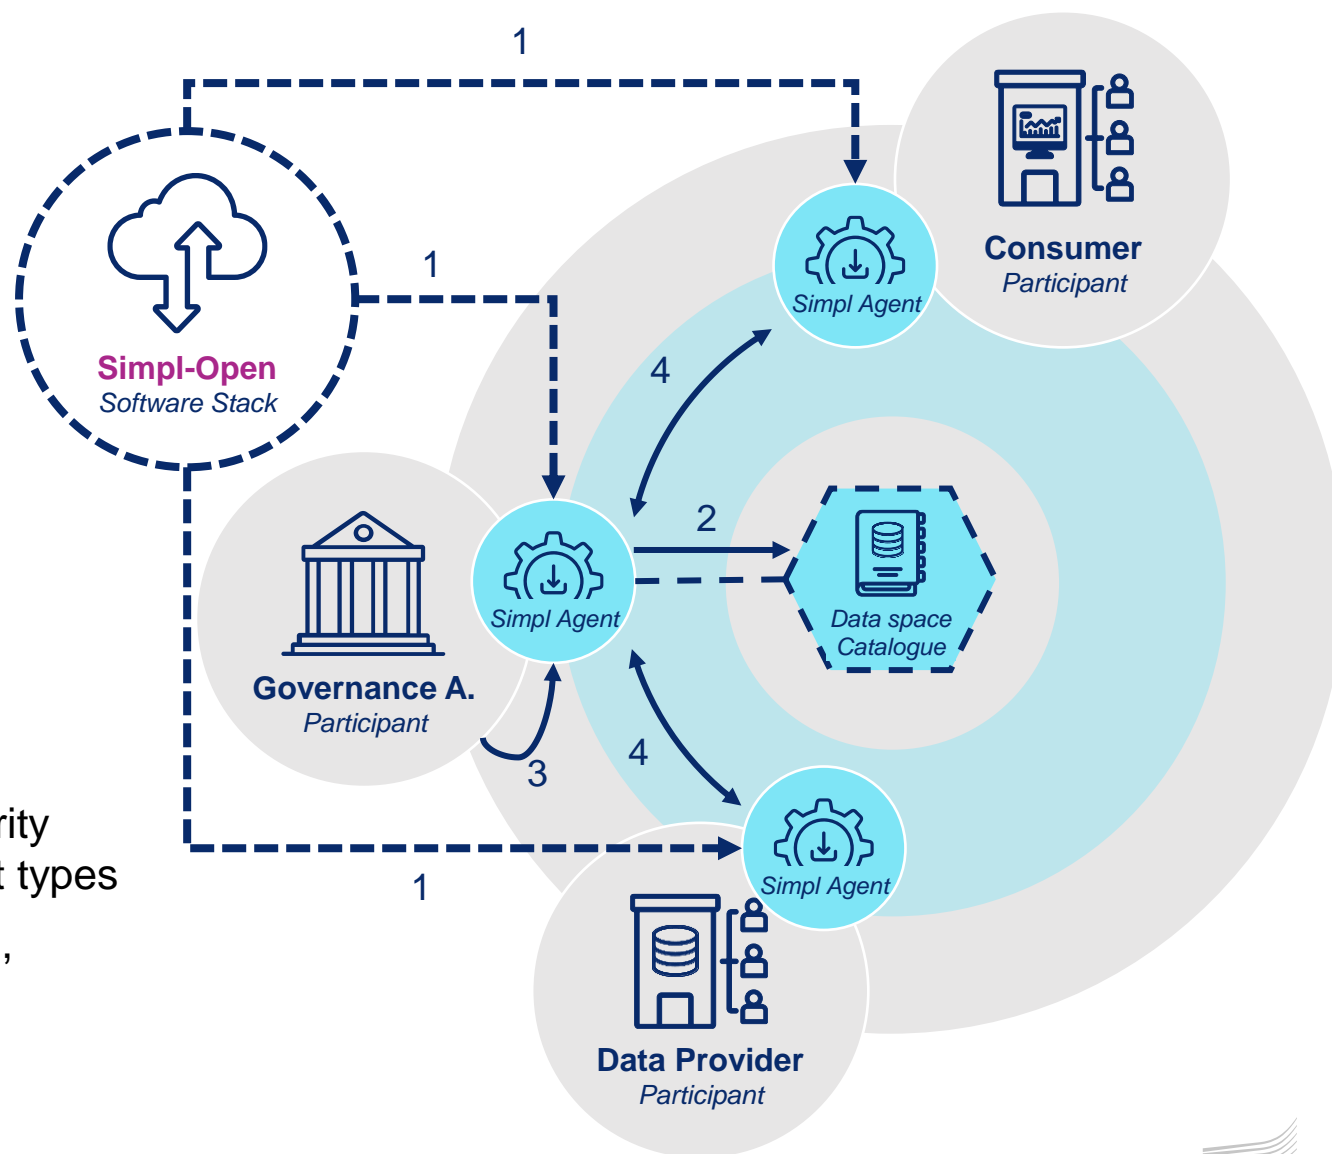 1
Consumer
Participant
Simpl Agent
1
Simpl-Open
Software Stack
4
2
Simpl Agent
Data space
Catalogue
Governance A.
Participant
3
4
rity
t types
,
1
Simpl Agent
Data Provider
Participant